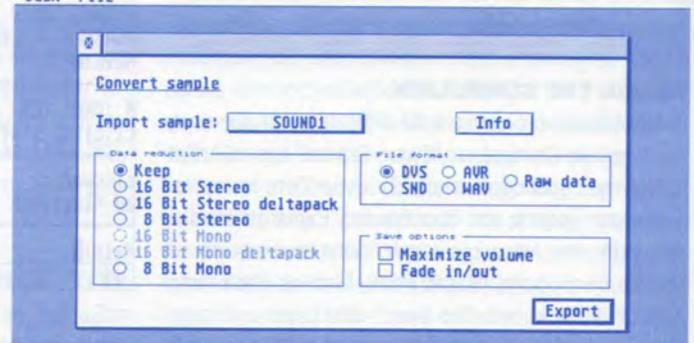 Convert sample
Import sample: SOUND1 Info
Data reduction
Keep
16 Bit Stereo
16 Bit Stereo deltapack
8 Bit Stereo
16 Bit Mono
16 Bit Mono deltapack
8 Bit Mono
File format
DVS AVR
SND WAV
Raw data
Save options
Maximize volume
Fade in/out
Export